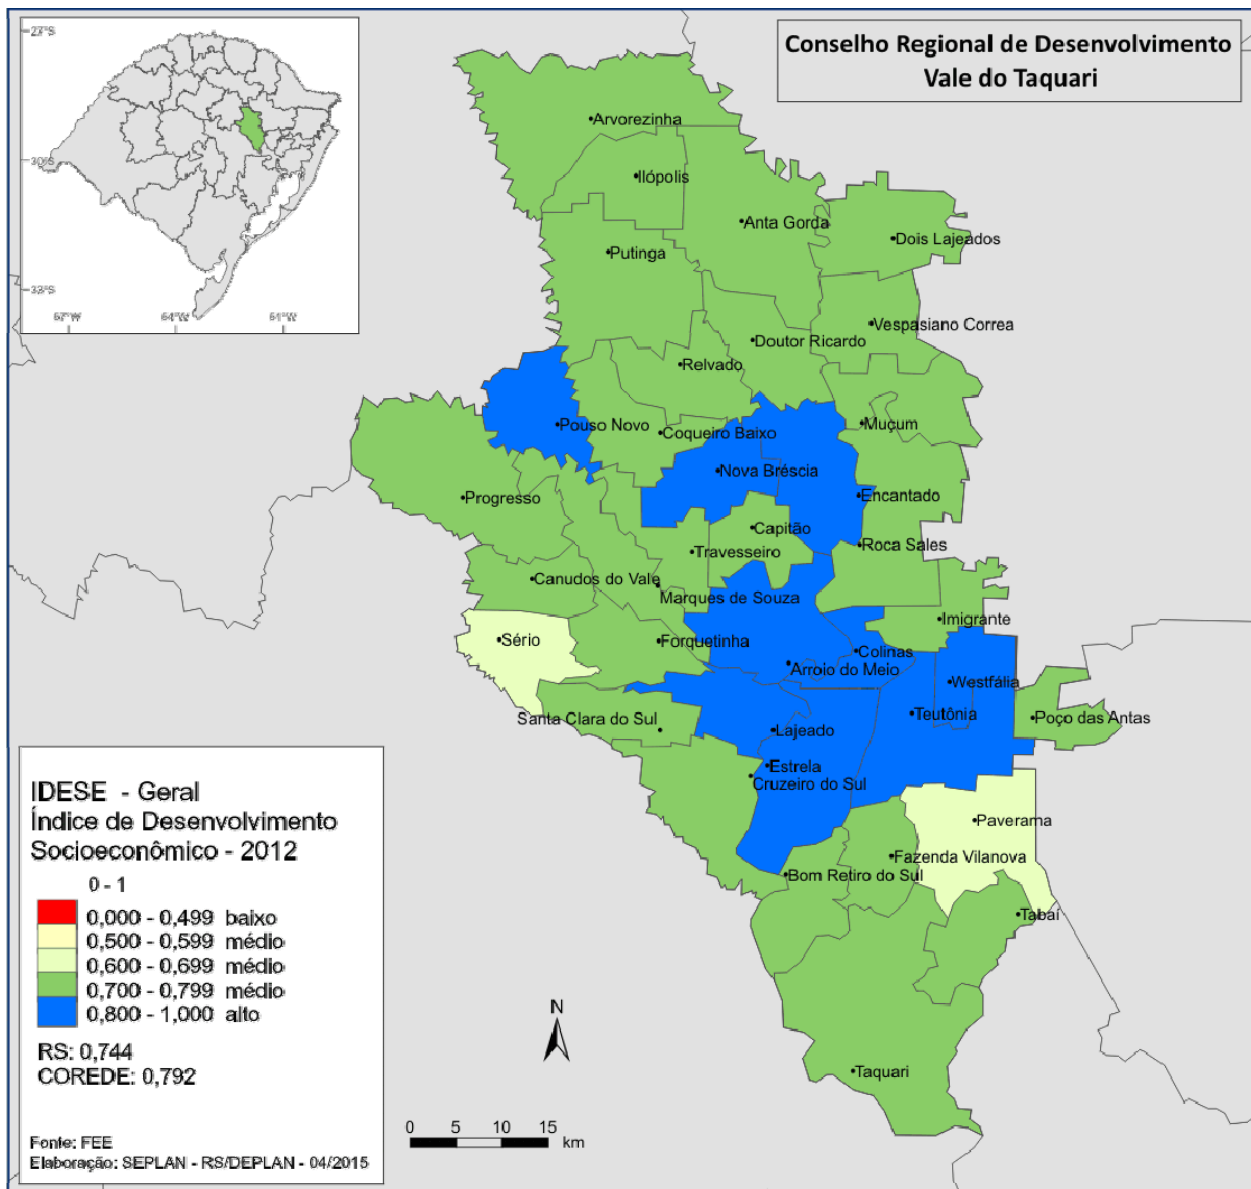 Conselho Regional de Desenvolvimento
Vale do Taquari
27°S
30°S
33°S
57°W
54°W
51°W
Arvorezinha
Ilópolis
Anta Gorda
Dois Lajeados
Putinga
Vespasiano Correa
Doutor Ricardo
Relvado
Pouso Novo
Coqueiro Baixo
Muçum
Nova Bréscia
Progresso
Encantado
Capitão
Travesseiro
Roca Sales
Canudos do Vale
Marques de Souza
Imigrante
Sério
Forquetinha
Colinas
Arroio do Meio
Westfália
Teutônia
Poço das Antas
Santa Clara do Sul
Lajeado
Estrela
Cruzeiro do Sul
Paverama
Fazenda Vilanova
Bom Retiro do Sul
Tabaí
Taquari
IDESE - Geral
Índice de Desenvolvimento
Socioeconômico - 2012
0 - 1
0,000 - 0,499 baixo
0,500 - 0,599 médio
0,600 - 0,699 médio
0,700 - 0,799 médio
0,800 - 1,000 alto
RS: 0,744
COREDE: 0,792
Fonte: FEE
Elaboração: SEPLAN - RS/DEPLAN - 04/2015
N
0 5 10 15
km